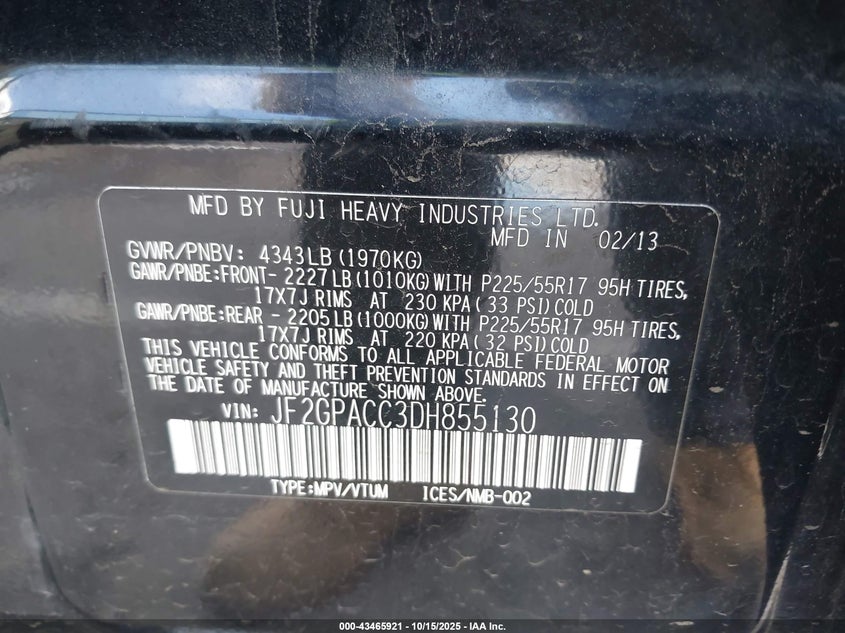 MFD BY FUJI HEAVY INDUSTRIES LTD.
MFD IN 02/13
GVWR/PNBV: 4343LB (1970KG)
GAWR/PNBE:FRONT- 2227LB (1010KG) WITH P225/55R17 95H TIRES,
17X7J RIMS AT 230 KPA ( 33 PSI) COLD
GAWR/PNBE:REAR - 2205LB (1000KG) WITH P225/55R17 95H TIRES,
17X7J RIMS AT 220 KPA ( 32 PSI) COLD
THIS VEHICLE CONFORMS TO ALL APPLICABLE FEDERAL MOTOR
VEHICLE SAFETY AND THEFT PREVENTION STANDARDS IN EFFECT ON
THE DATE OF MANUFACTURE SHOWN ABOVE.
VIN: JF2GPACC3DH855130
TYPE:MPV/VTUM ICES/NMB-002
000-43465921 - 10/15/2025 - IAA Inc.